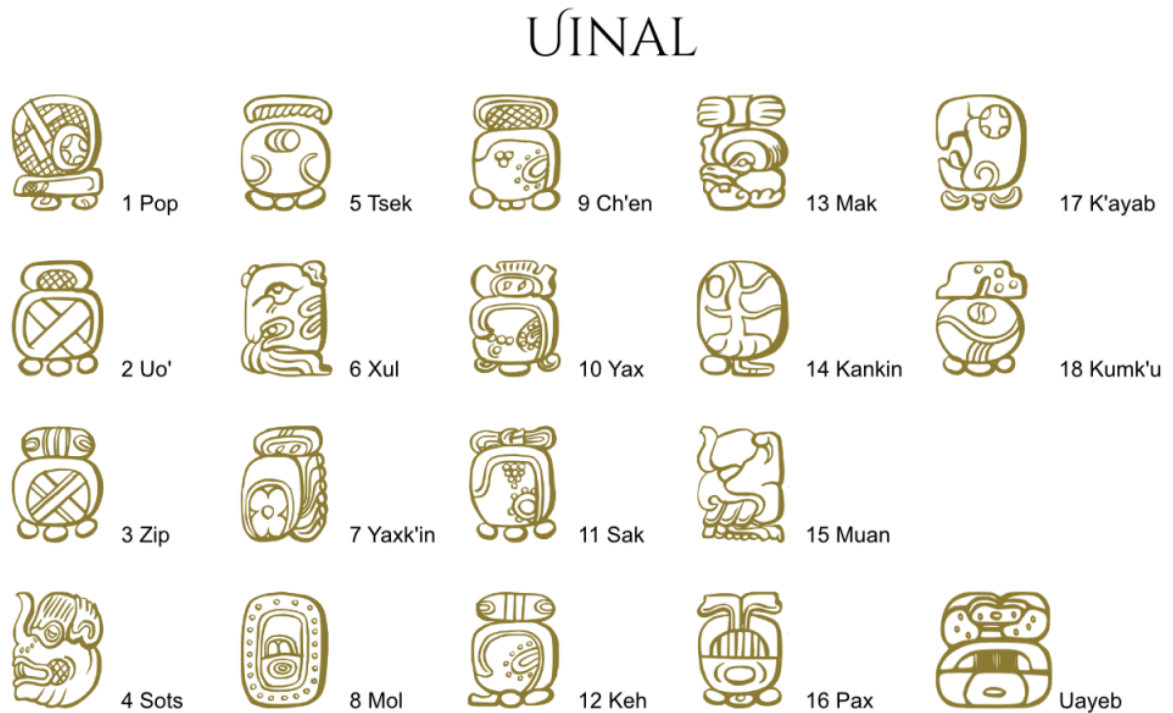 UINAL
1 Pop
2 Uo'
3 Zip
4 Sots
5 Tsek
6 Xul
7 Yaxk'in
8 Mol
9 Ch'en
10 Yax
11 Sak
12 Keh
13 Mak
14 Kankin
15 Muan
16 Pax
17 K'ayab
18 Kumk'u
Uayeb